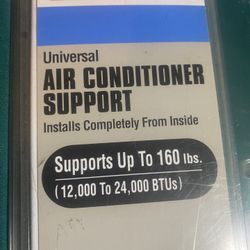 Universal
AIR CONDITIONER
SUPPORT
Installs Completely From Inside
Supports Up To 160 lbs.
(12,000 To 24,000 BTUs)